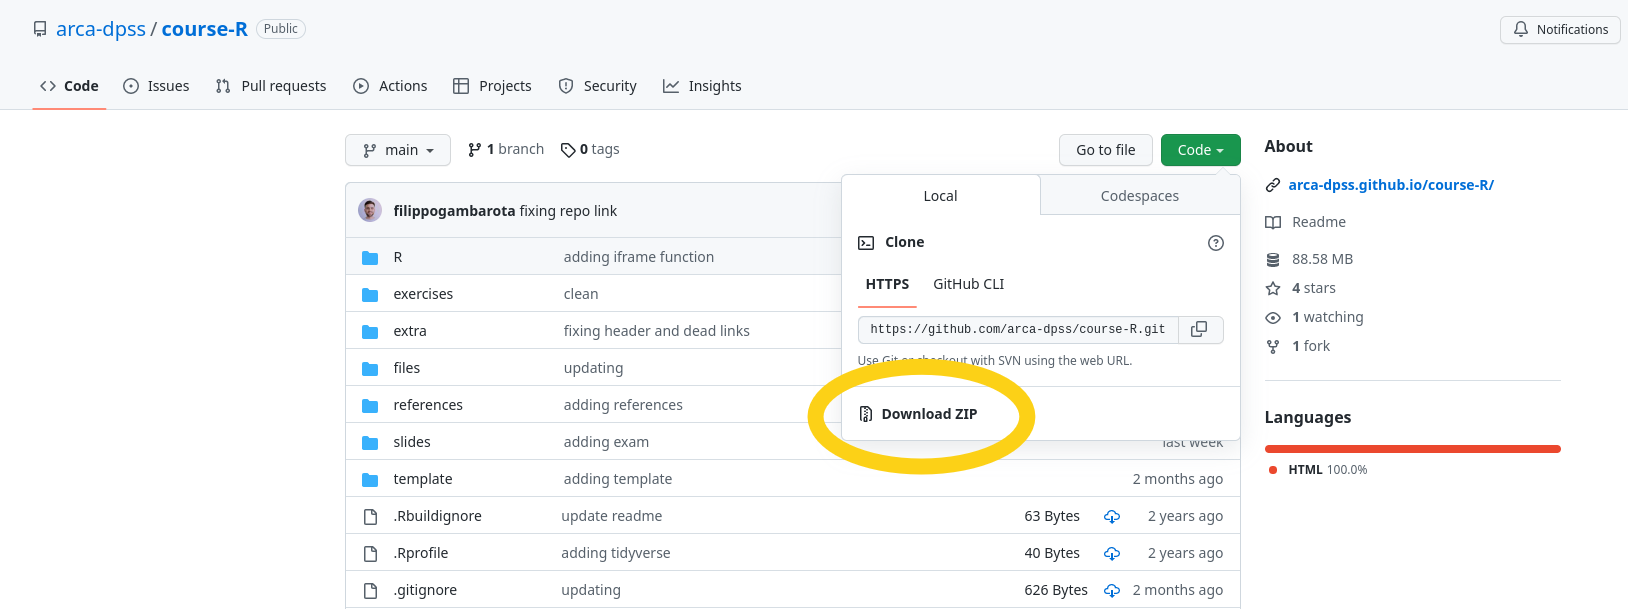 arca-dpss / course-R Public
Notifications
Code Issues Pull requests Actions Projects Security Insights
main 1 branch 0 tags Go to file Code
filippogambarota fixing repo link
R adding iframe function
exercises clean
extra fixing header and dead links
files updating
references adding references
slides adding exam last week
template adding template 2 months ago
.Rbuildignore update readme 63 Bytes 2 years ago
.Rprofile adding tidyverse 40 Bytes 2 years ago
.gitignore updating 626 Bytes 2 months ago
Local Codespaces
Clone
HTTPS GitHub CLI
https://github.com/arca-dpss/course-R.git
Use Git or checkout with SVN using the web URL.
Download ZIP
About
arca-dpss.github.io/course-R/
Readme
88.58 MB
4 stars
1 watching
1 fork
Languages
HTML 100.0%